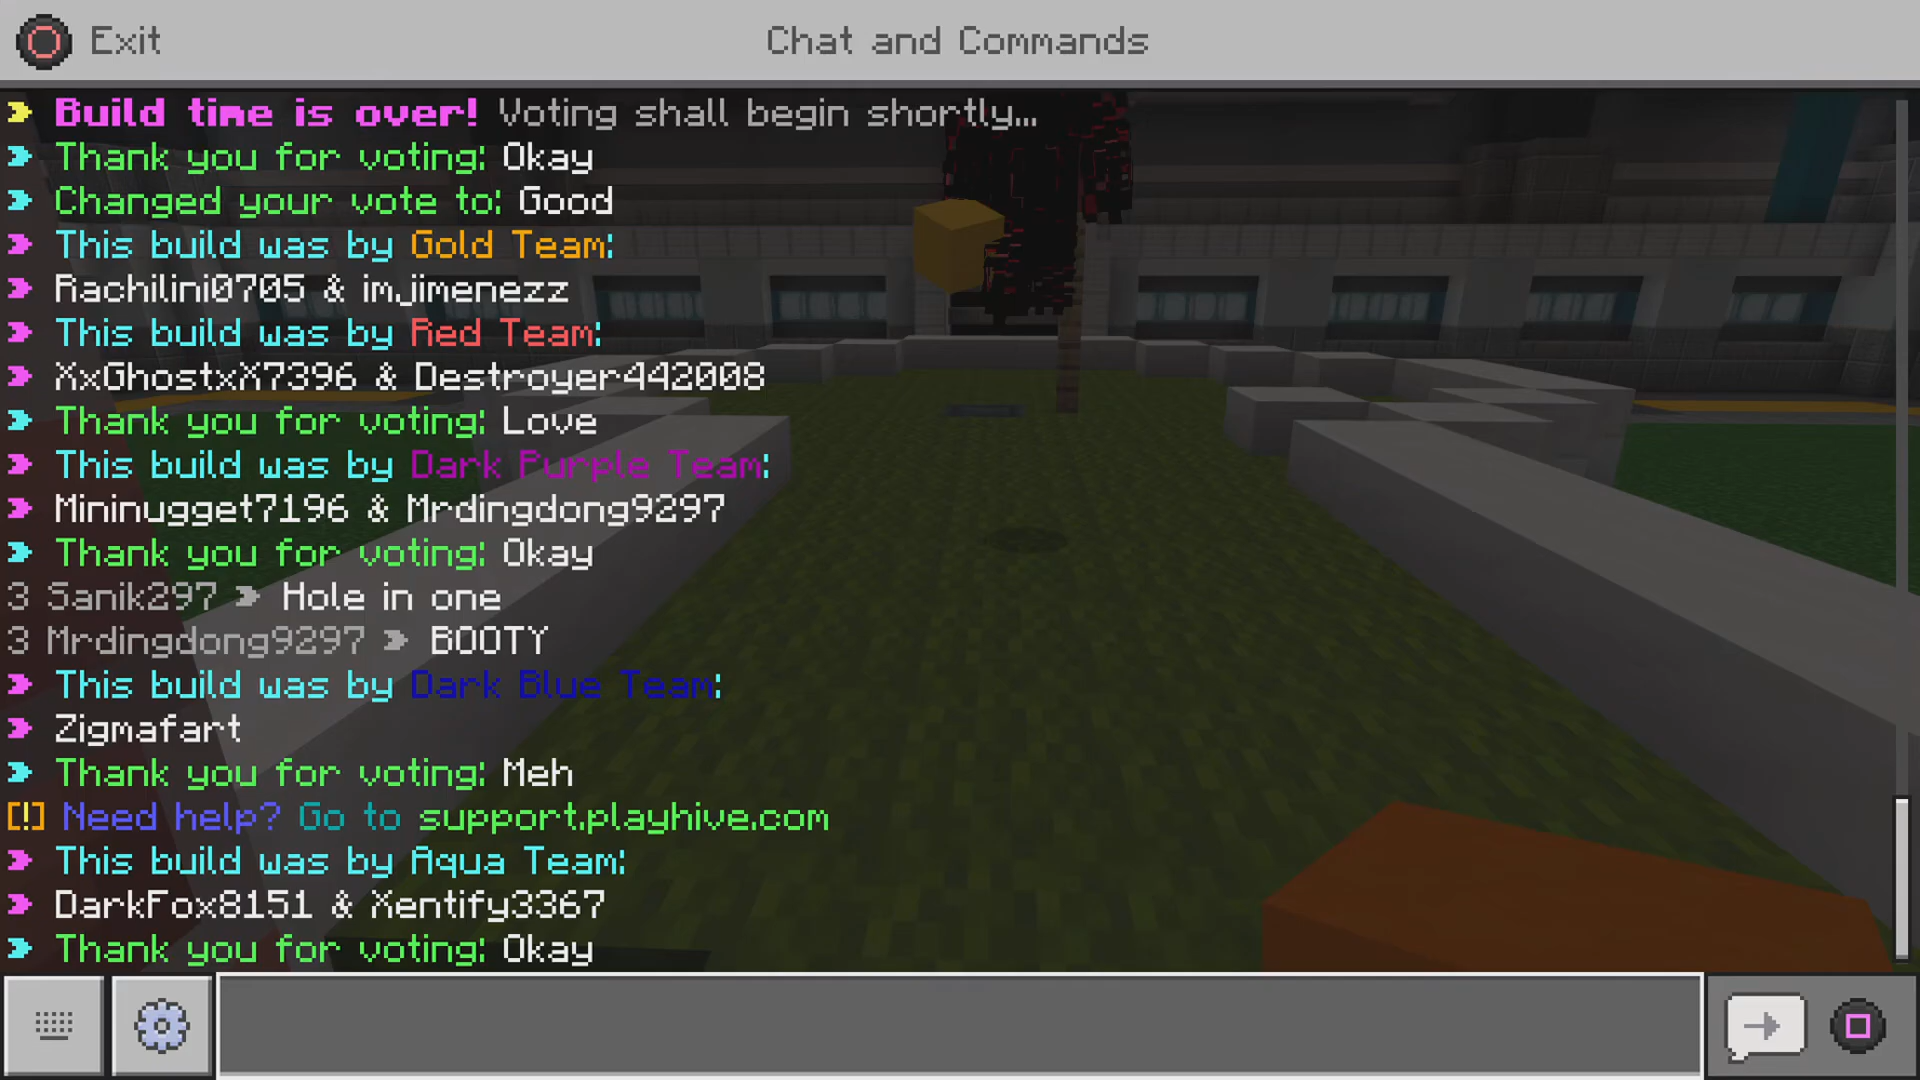 Exit
Chat and Commands
Build time is over! Voting shall begin shortly...
Thank you for voting: Okay
Changed your vote to: Good
This build was by Gold Team:
Rachilini0705 & imjimenezz
This build was by Red Team:
XxGhostxX7396 & Destroyer442008
Thank you for voting: Love
This build was by Dark Purple Team:
Mininugget7196 & Mrdingdong9297
Thank you for voting: Okay
3 Sanik297 » Hole in one
3 Mrdingdong9297 » BOOTY
This build was by Dark Blue Team:
Zigmafart
Thank you for voting: Meh
[!] Need help? Go to support.playhive.com
This build was by Aqua Team:
DarkFox8151 & Xentify3367
Thank you for voting: Okay